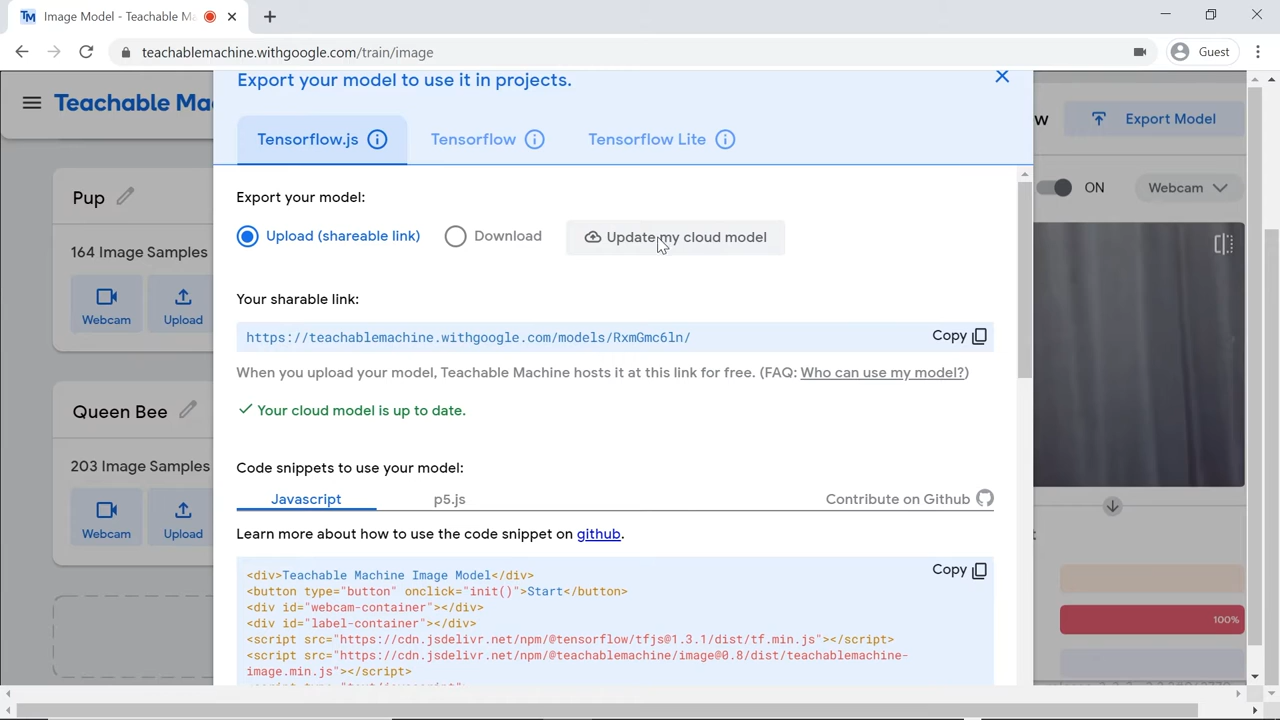 Image Model - Teachable Ma
teachablemachine.withgoogle.com/train/image
Guest
Teachable Ma
Export your model to use it in projects.
Export Model
Tensorflow.js
Tensorflow
Tensorflow Lite
ON
Webcam
Pup
164 Image Samples
Webcam
Upload
Export your model:
Upload (shareable link)
Download
Update my cloud model
Your sharable link:
https://teachablemachine.withgoogle.com/models/RxmGmc6ln/
Copy
When you upload your model, Teachable Machine hosts it at this link for free. (FAQ: Who can use my model?)
Your cloud model is up to date.
Queen Bee
203 Image Samples
Webcam
Upload
Code snippets to use your model:
Javascript
p5.js
Contribute on Github
Learn more about how to use the code snippet on github.
Copy
<div>Teachable Machine Image Model</div>
<button type="button" onclick="init()">Start</button>
<div id="webcam-container"></div>
<div id="label-container"></div>
<script src="https://cdn.jsdelivr.net/npm/@tensorflow/tfjs@1.3.1/dist/tf.min.js"></script>
<script src="https://cdn.jsdelivr.net/npm/@teachablemachine/image@0.8/dist/teachablemachine-
image.min.js"></script>
100%